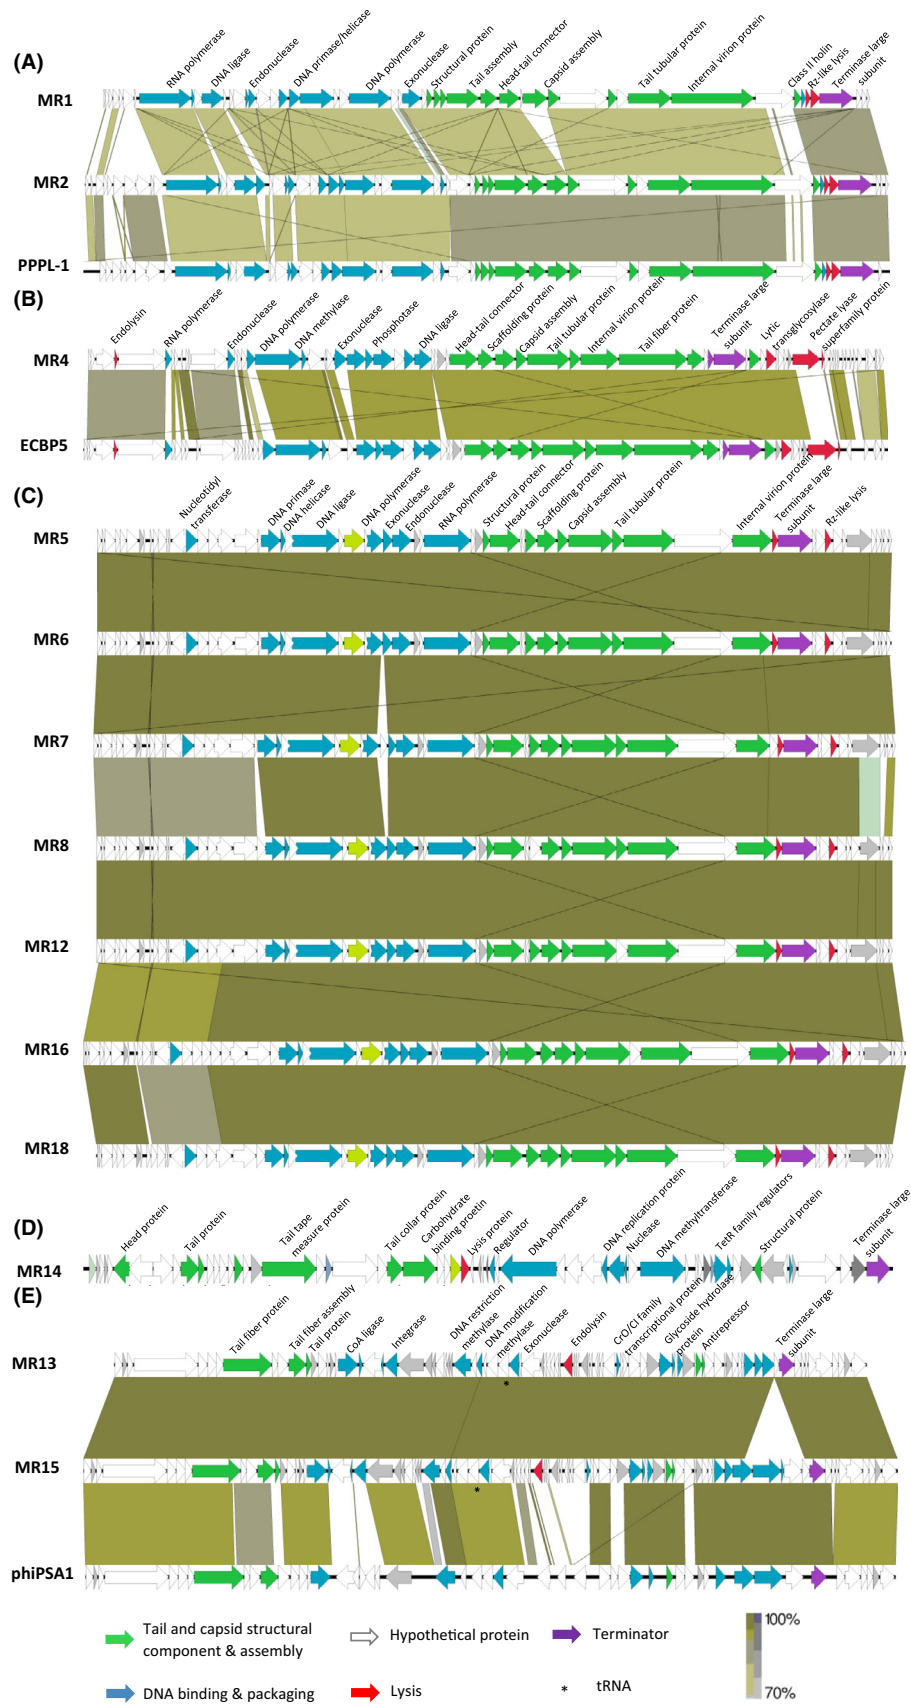 (A)
RNA polymerase
DNA ligase
Endonuclease
DNA primase/helicase
DNA polymerase
Exonuclease
Structural protein
Tail assembly
Head-tail connector
Capsid assembly
Tail tubular protein
Internal virion protein
Class II holin
Rz-like lysis
Terminase large
subunit
MR1
MR2
PPPL-1
(B)
Endolysin
RNA polymerase
Endonuclease
DNA polymerase
DNA methylase
Exonuclease
Phosphotase
DNA ligase
Head-tail connector
Scaffolding protein
Capsid assembly
Tail tubular protein
Internal virion protein
Tail fiber protein
Terminase large
subunit
Lytic
transglycosylase
Pectate lyase
superfamily protein
MR4
ECBP5
(C)
Nucleotidyl
transferase
DNA primase
DNA helicase
DNA ligase
DNA polymerase
Exonuclease
Endonuclease
RNA polymerase
Structural protein
Head-tail connector
Scaffolding protein
Capsid assembly
Tail tubular protein
Internal virion protein
Terminase large
subunit
Rz-like lysis
MR5
MR6
MR7
MR8
MR12
MR16
MR18
(D)
Head protein
Tail protein
Tail tape
measure protein
Tail collar protein
Carbohydrate
binding proetin
Lysis protein
Regulator
DNA polymerase
DNA replication protein
Nuclease
DNA methyltransferase
TetR family regulators
Structural protein
Terminase large
subunit
MR14
(E)
Tail fiber protein
Tail fiber assembly
Tail protein
CoA ligase
Integrase
DNA restriction
methylase
DNA modification
methylase
Exonuclease
Endolysin
CrO/CI family
transcriptional protein
Glycoside hydrolase
protein
Antirepressor
Terminase large
subunit
MR13
*
MR15
*
phiPSA1
Tail and capsid structural
component & assembly
Hypothetical protein
Terminator
DNA binding & packaging
Lysis
* tRNA
100%
70%